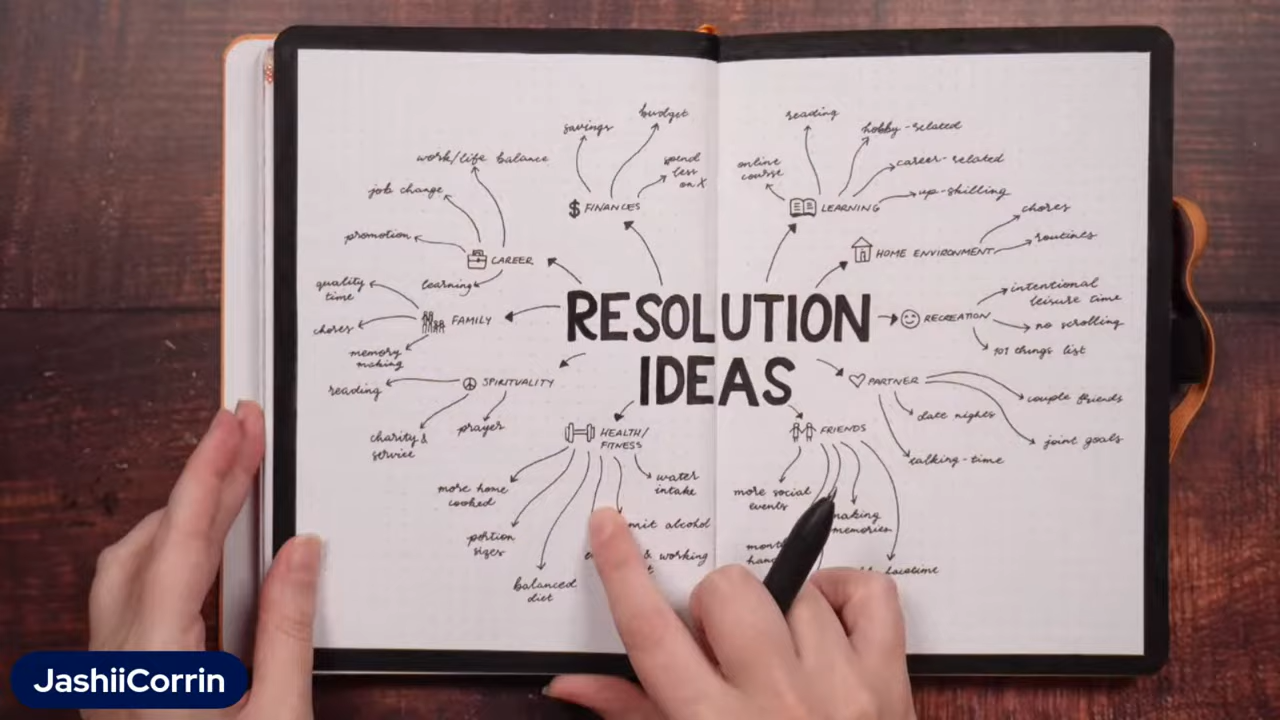 budget
savings
reading
hobby-related
work/life balance
spend
less
on X
online
course
career-related
job change
up-skilling
$ FINANCES
LEARNING
chores
promotion
routines
CAREER
HOME ENVIRONMENT
learning
quality
time
intentional
leisure time
RESOLUTION
IDEAS
FAMILY
RECREATION
chores
no scrolling
memory
making
101 things list
reading
SPIRITUALITY
PARTNER
couple friends
charity &
service
prayer
date nights
joint goals
HEALTH/
FITNESS
FRIENDS
talking-time
more home
cooked
water
intake
more social
events
making
memories
portion
sizes
alcohol
& working
balanced
diet
JashiiCorrin